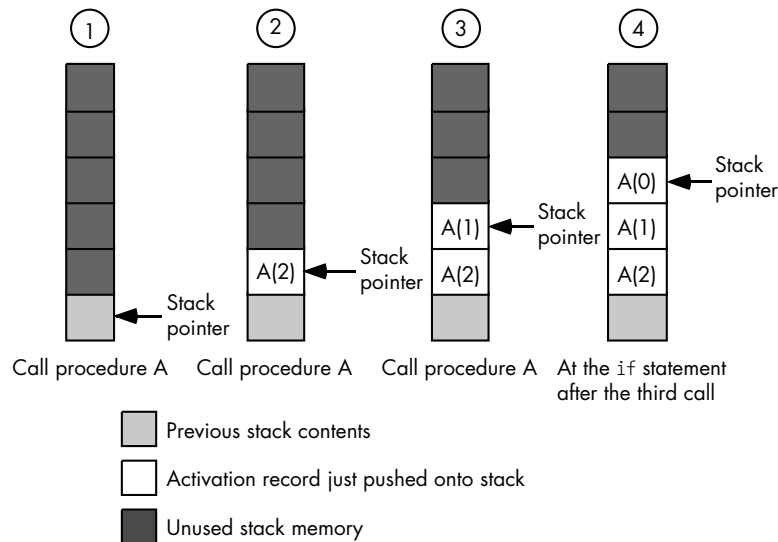 1
2
3
4
A(0)
Stack
pointer
A(1)
Stack
pointer
A(1)
A(2)
Stack
pointer
A(2)
A(2)
Stack
pointer
Call procedure A
Call procedure A
Call procedure A
At the if statement
after the third call
Previous stack contents
Activation record just pushed onto stack
Unused stack memory